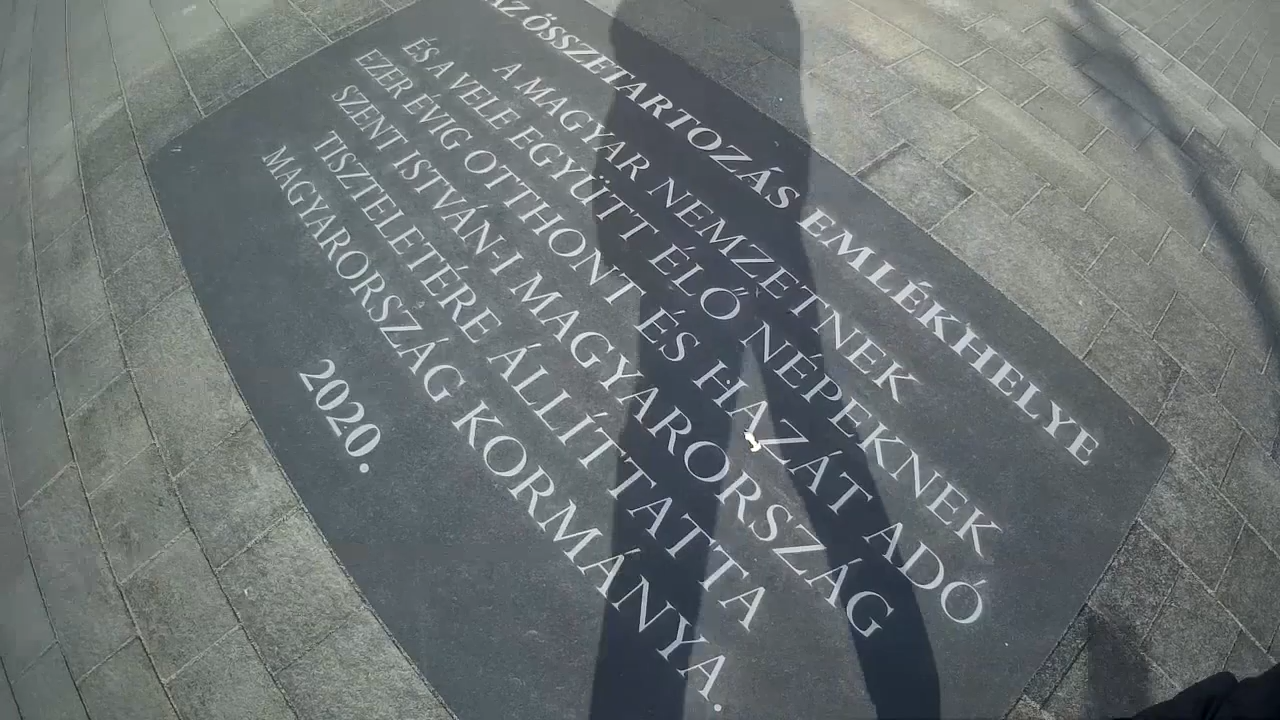 AZ ÖSSZETARTOZÁS EMLÉKHELYE
A MAGYAR NEMZETNEK
ÉS A VELE EGYÜTT ÉLŐ NÉPEKNEK
EZER ÉVIG OTTHONT ÉS HAZÁT ADÓ
SZENT ISTVÁN-I MAGYARORSZÁG
TISZTELETÉRE ÁLLÍTTATTA
MAGYARORSZÁG KORMÁNYA.
2020.